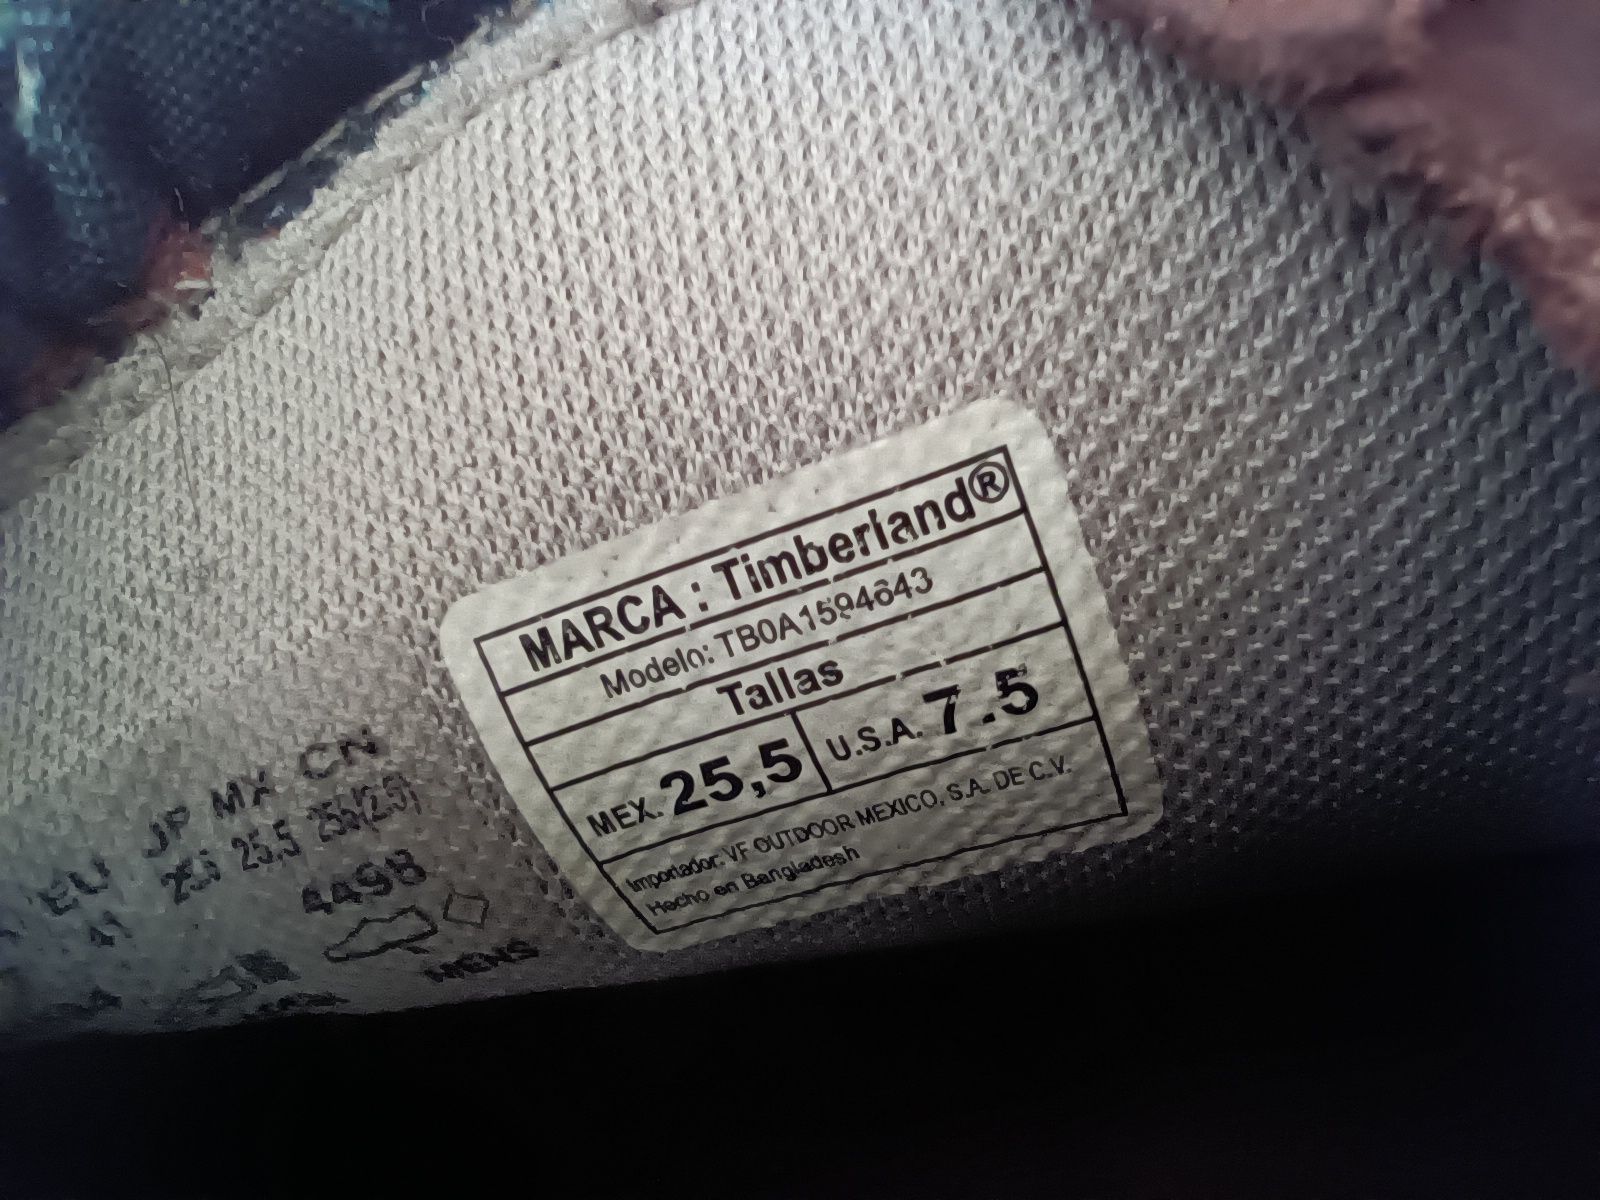 MARCA : Timberland®
Modelo: TB0A1594643
Tallas
MEX. 25,5 U.S.A. 7.5
Importador: VF OUTDOOR MEXICO, S.A. DE C.V.
Hecho en Bangladesh
EU JP MX CN
41 25.5
4498
MENS